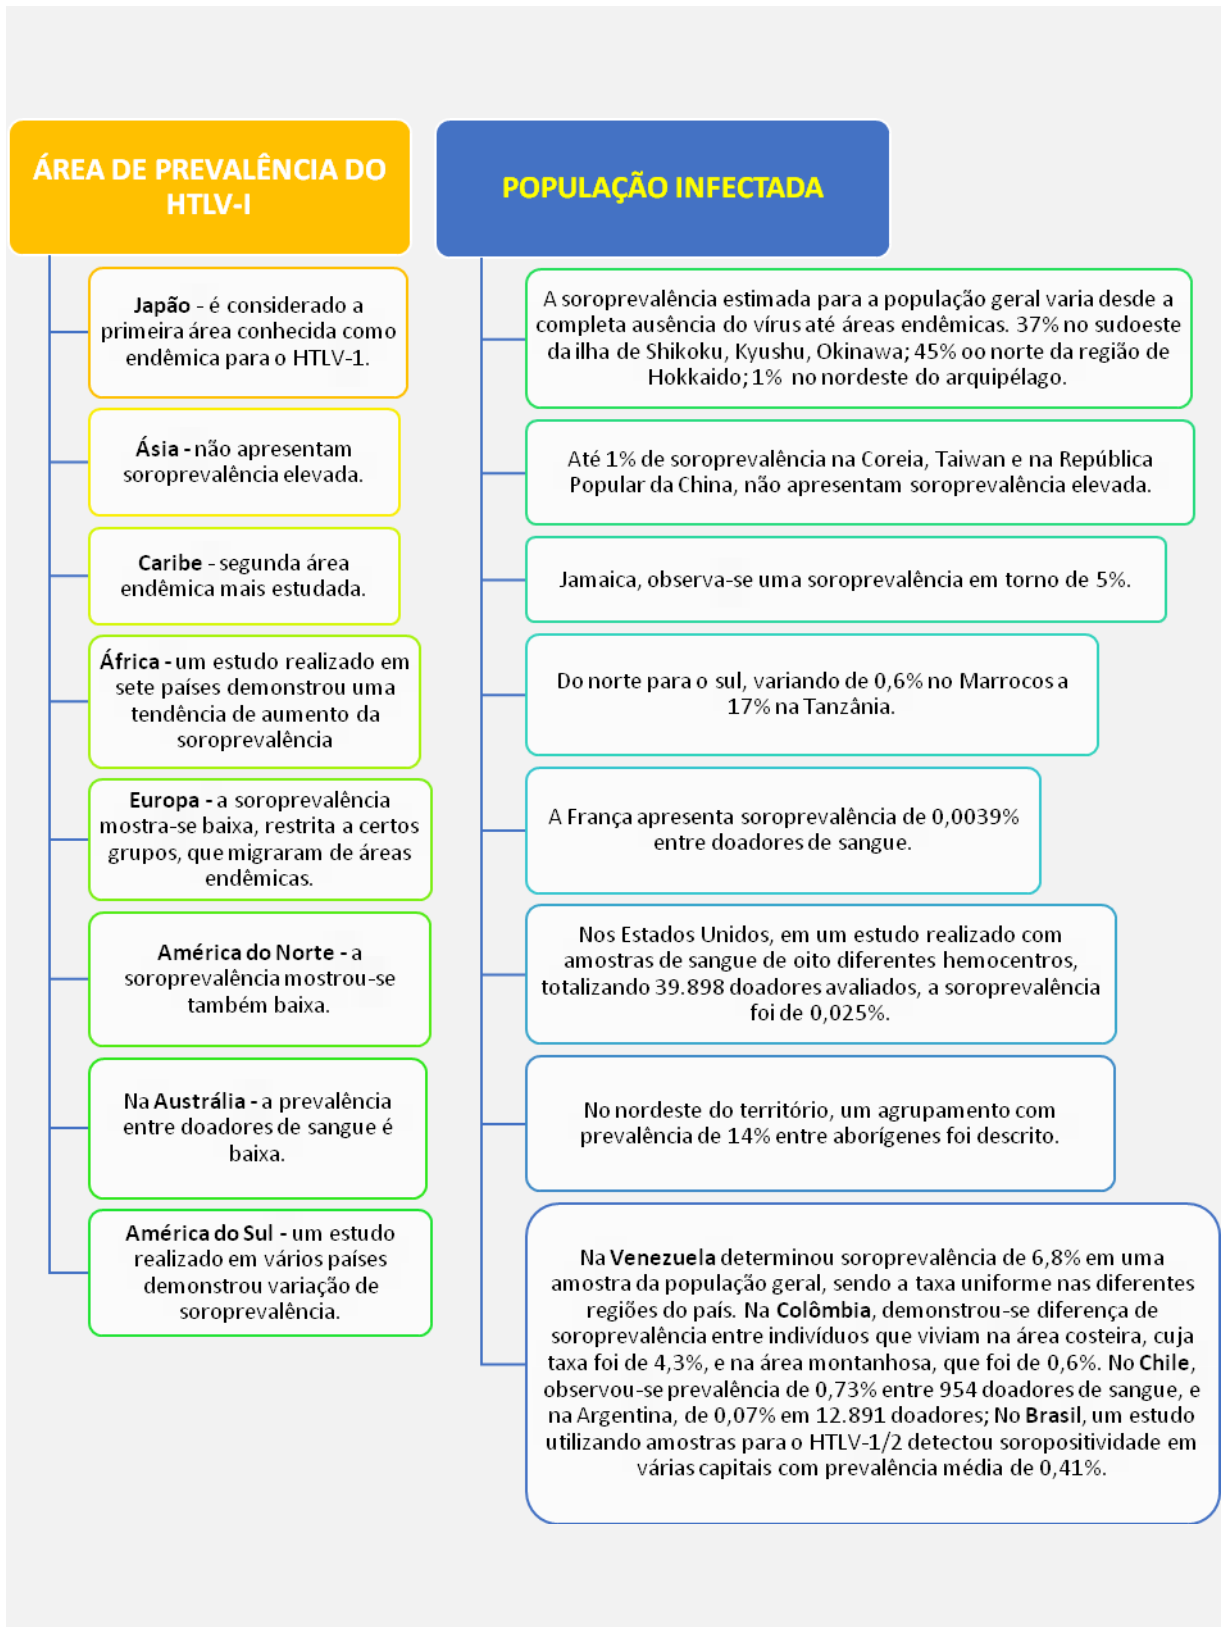 ÁREA DE PREVALÊNCIA DO
HTLV-I
Japão - é considerado a
primeira área conhecida como
endêmica para o HTLV-1.
Ásia - não apresentam
soroprevalência elevada.
Caribe - segunda área
endêmica mais estudada.
África - um estudo realizado em
sete países demonstrou uma
tendência de aumento da
soroprevalência
Europa - a soroprevalência
mostra-se baixa, restrita a certos
grupos, que migraram de áreas
endêmicas.
América do Norte - a
soroprevalência mostrou-se
também baixa.
Na Austrália - a prevalência
entre doadores de sangue é
baixa.
América do Sul - um estudo
realizado em vários países
demonstrou variação de
soroprevalência.
POPULAÇÃO INFECTADA
A soroprevalência estimada para a população geral varia desde a
completa ausência do vírus até áreas endêmicas. 37% no sudoeste
da ilha de Shikoku, Kyushu, Okinawa; 45% oo norte da região de
Hokkaido; 1% no nordeste do arquipélago.
Até 1% de soroprevalência na Coreia, Taiwan e na República
Popular da China, não apresentam soroprevalência elevada.
Jamaica, observa-se uma soroprevalência em torno de 5%.
Do norte para o sul, variando de 0,6% no Marrocos a
17% na Tanzânia.
A França apresenta soroprevalência de 0,0039%
entre doadores de sangue.
Nos Estados Unidos, em um estudo realizado com
amostras de sangue de oito diferentes hemocentros,
totalizando 39.898 doadores avaliados, a soroprevalência
foi de 0,025%.
No nordeste do território, um agrupamento com
prevalência de 14% entre aborígenes foi descrito.
Na Venezuela determinou soroprevalência de 6,8% em uma
amostra da população geral, sendo a taxa uniforme nas diferentes
regiões do país. Na Colômbia, demonstrou-se diferença de
soroprevalência entre indivíduos que viviam na área costeira, cuja
taxa foi de 4,3%, e na área montanhosa, que foi de 0,6%. No Chile,
observou-se prevalência de 0,73% entre 954 doadores de sangue, e
na Argentina, de 0,07% em 12.891 doadores; No Brasil, um estudo
utilizando amostras para o HTLV-1/2 detectou soropositividade em
várias capitais com prevalência média de 0,41%.